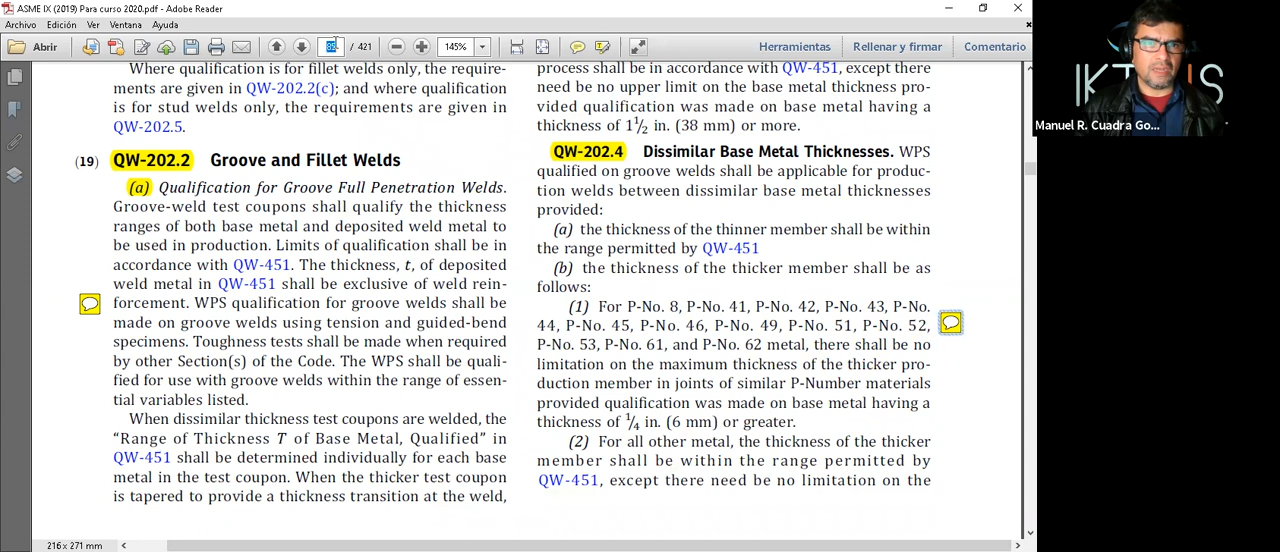 ASME IX (2019) Para curso 2020.pdf - Adobe Reader
Archivo Edición Ver Ventana Ayuda
Abrir
/ 421
145%
Herramientas Rellenar y firmar Comentario
Where qualification is for fillet welds only, the require-
ments are given in QW-202.2(c); and where qualification
is for stud welds only, the requirements are given in
QW-202.5.
(19) QW-202.2 Groove and Fillet Welds
(a) Qualification for Groove Full Penetration Welds.
Groove-weld test coupons shall qualify the thickness
ranges of both base metal and deposited weld metal to
be used in production. Limits of qualification shall be in
accordance with QW-451. The thickness, t, of deposited
weld metal in QW-451 shall be exclusive of weld rein-
forcement. WPS qualification for groove welds shall be
made on groove welds using tension and guided-bend
specimens. Toughness tests shall be made when required
by other Section(s) of the Code. The WPS shall be quali-
fied for use with groove welds within the range of essen-
tial variables listed.
When dissimilar thickness test coupons are welded, the
“Range of Thickness T of Base Metal, Qualified” in
QW-451 shall be determined individually for each base
metal in the test coupon. When the thicker test coupon
is tapered to provide a thickness transition at the weld,
process shall be in accordance with QW-451, except there
need be no upper limit on the base metal thickness pro-
vided qualification was made on base metal having a
thickness of 1 1/2 in. (38 mm) or more.
QW-202.4 Dissimilar Base Metal Thicknesses. WPS
qualified on groove welds shall be applicable for produc-
tion welds between dissimilar base metal thicknesses
provided:
(a) the thickness of the thinner member shall be within
the range permitted by QW-451
(b) the thickness of the thicker member shall be as
follows:
(1) For P-No. 8, P-No. 41, P-No. 42, P-No. 43, P-No.
44, P-No. 45, P-No. 46, P-No. 49, P-No. 51, P-No. 52,
P-No. 53, P-No. 61, and P-No. 62 metal, there shall be no
limitation on the maximum thickness of the thicker pro-
duction member in joints of similar P-Number materials
provided qualification was made on base metal having a
thickness of 1/4 in. (6 mm) or greater.
(2) For all other metal, the thickness of the thicker
member shall be within the range permitted by
QW-451, except there need be no limitation on the
216 x 271 mm
Manuel R. Cuadra Go...